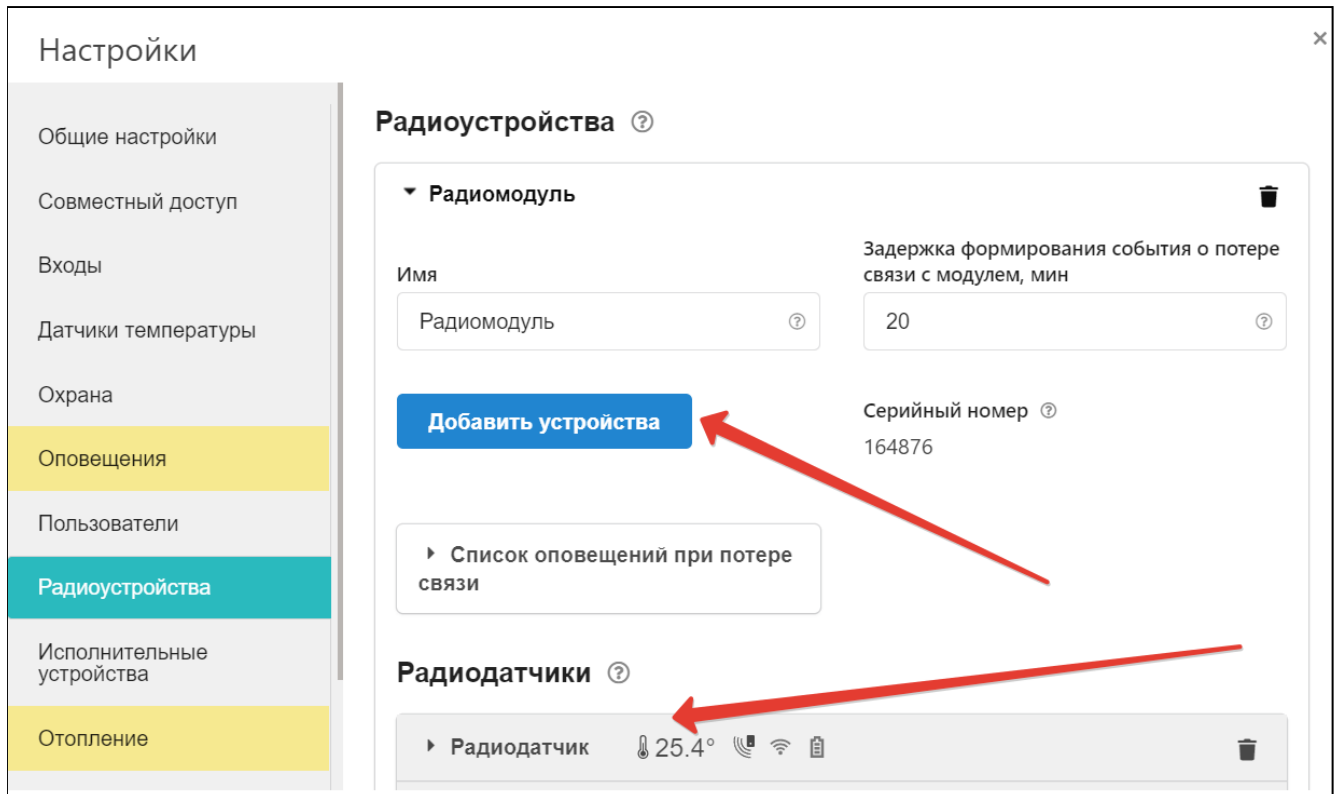 Настройки
Общие настройки
Совместный доступ
Входы
Датчики температуры
Охрана
Оповещения
Пользователи
Радиоустройства
Исполнительные
устройства
Отопление
Радиоустройства
Радиомодуль
Имя
Радиомодуль
Задержка формирования события о потере
связи с модулем, мин
20
Добавить устройства
Серийный номер
164876
Список оповещений при потере
связи
Радиодатчики
Радиодатчик 25.4°